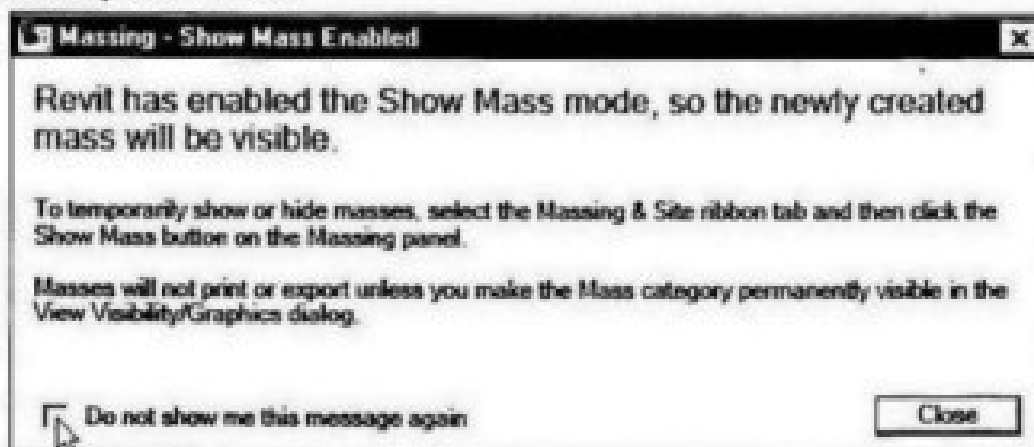 Massing - Show Mass Enabled
Revit has enabled the Show Mass mode, so the newly created
mass will be visible.
To temporarily show or hide masses, select the Massing & Site ribbon tab and then click the
Show Mass button on the Massing panel.
Masses will not print or export unless you make the Mass category permanently visible in the
View Visibility/Graphics dialog.
Do not show me this message again
Close